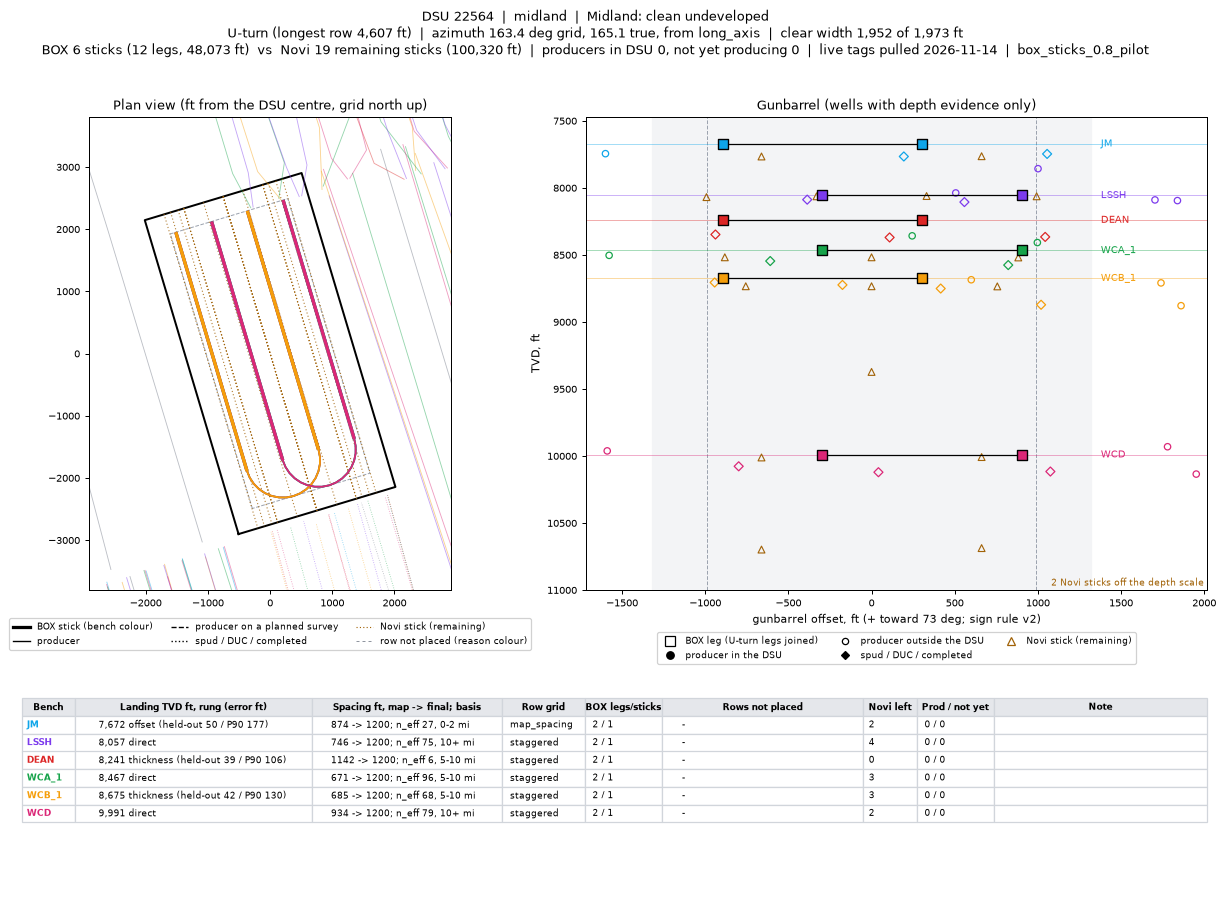 DSU 22564 | midland | Midland: clean undeveloped
U-turn (longest row 4,607 ft) | azimuth 163.4 deg grid, 165.1 true, from long_axis | clear width 1,952 of 1,973 ft
BOX 6 sticks (12 legs, 48,073 ft) vs Novi 19 remaining sticks (100,320 ft) | producers in DSU 0, not yet producing 0 | live tags pulled 2026-11-14 | box_sticks_0.8_pilot
Plan view (ft from the DSU centre, grid north up)
3000
2000
1000
0
−1000
−2000
−3000
−2000 −1000 0 1000 2000
BOX stick (bench colour)
producer
producer on a planned survey
spud / DUC / completed
Novi stick (remaining)
row not placed (reason colour)
Gunbarrel (wells with depth evidence only)
TVD, ft
7500
8000
8500
9000
9500
10000
10500
11000
JM
LSSH
DEAN
WCA_1
WCB_1
WCD
2 Novi sticks off the depth scale
−1500 −1000 −500 0 500 1000 1500 2000
gunbarrel offset, ft (+ toward 73 deg; sign rule v2)
BOX leg (U-turn legs joined)
producer in the DSU
producer outside the DSU
spud / DUC / completed
Novi stick (remaining)
Bench Landing TVD ft, rung (error ft) Spacing ft, map -> final; basis Row grid BOX legs/sticks Rows not placed Novi left Prod / not yet Note
JM 7,672 offset (held-out 50 / P90 177) 874 -> 1200; n_eff 27, 0-2 mi map_spacing 2 / 1 - 2 0 / 0
LSSH 8,057 direct 746 -> 1200; n_eff 75, 10+ mi staggered 2 / 1 - 4 0 / 0
DEAN 8,241 thickness (held-out 39 / P90 106) 1142 -> 1200; n_eff 6, 5-10 mi staggered 2 / 1 - 0 0 / 0
WCA_1 8,467 direct 671 -> 1200; n_eff 96, 5-10 mi staggered 2 / 1 - 3 0 / 0
WCB_1 8,675 thickness (held-out 42 / P90 130) 685 -> 1200; n_eff 68, 5-10 mi staggered 2 / 1 - 3 0 / 0
WCD 9,991 direct 934 -> 1200; n_eff 79, 10+ mi staggered 2 / 1 - 2 0 / 0